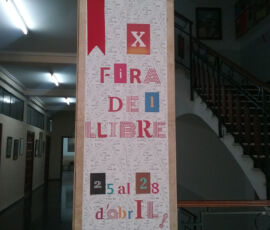 X
FIRA
DEL
LLIBRE
25 al 28
d'abrIL